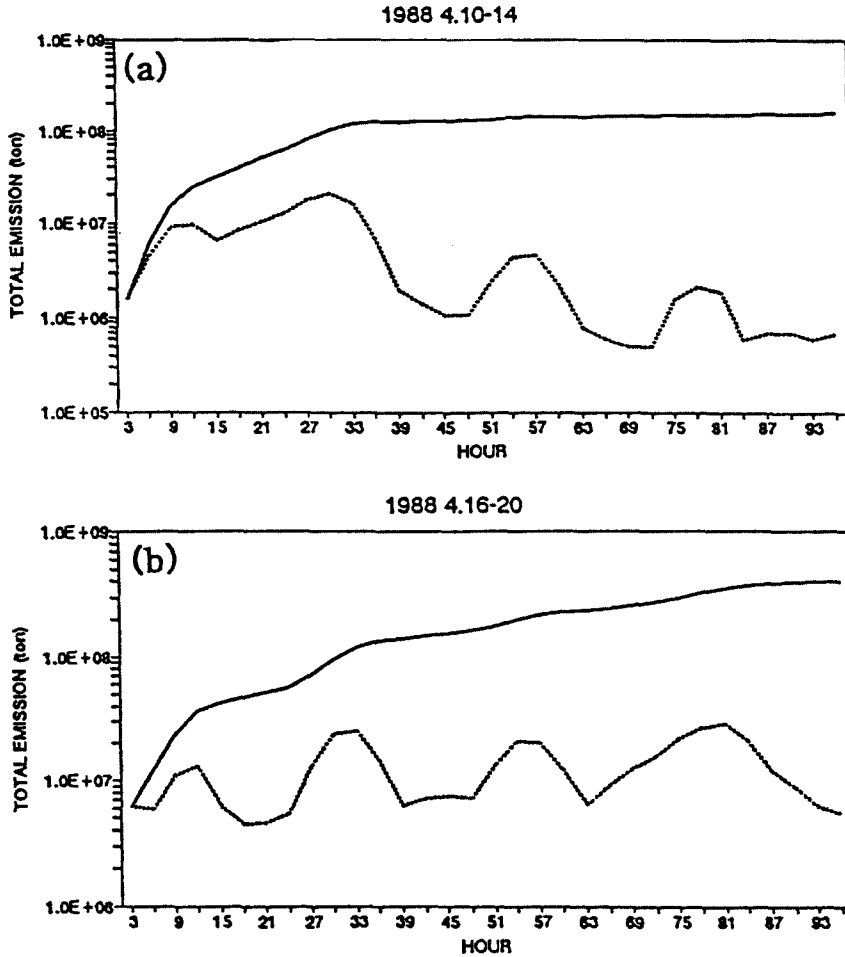 1988 4.10-14
(a)
TOTAL EMISSION (ton)
1.0E+09
1.0E+08
1.0E+07
1.0E+06
1.0E+05
3 9 15 21 27 33 39 45 51 57 63 69 75 81 87 93
HOUR
1988 4.16-20
(b)
TOTAL EMISSION (ton)
1.0E+09
1.0E+08
1.0E+07
1.0E+06
3 9 15 21 27 33 39 45 51 57 63 69 75 81 87 93
HOUR